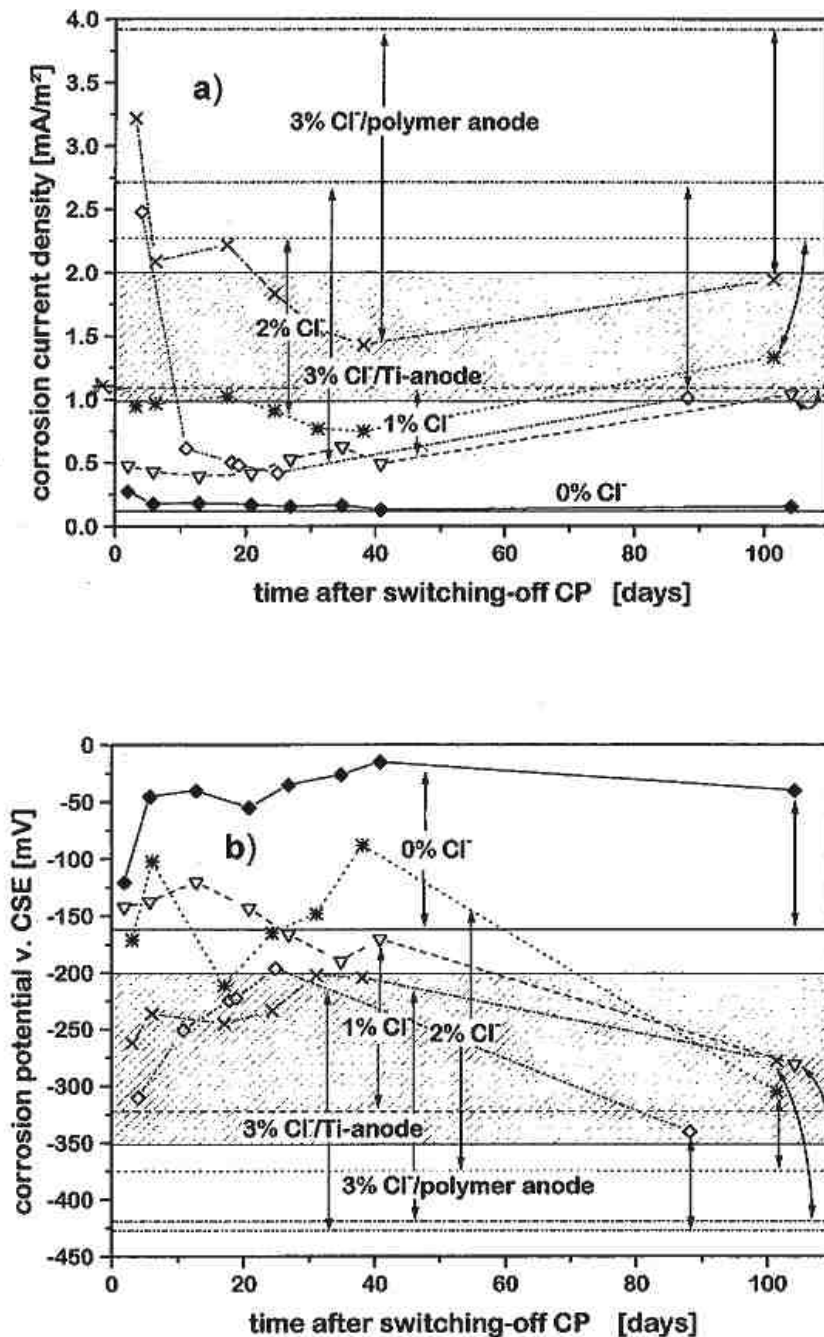 4.0
3.5
3.0
2.5
2.0
1.5
1.0
0.5
0.0
corrosion current density [mA/m²]
a)
3% Cl⁻/polymer anode
2% Cl⁻
3% Cl⁻/Ti-anode
1% Cl⁻
0% Cl⁻
0 20 40 60 80 100
time after switching-off CP [days]
0
-50
-100
-150
-200
-250
-300
-350
-400
-450
corrosion potential v. CSE [mV]
b)
0% Cl⁻
1% Cl⁻
2% Cl⁻
3% Cl⁻/Ti-anode
3% Cl⁻/polymer anode
0 20 40 60 80 100
time after switching-off CP [days]